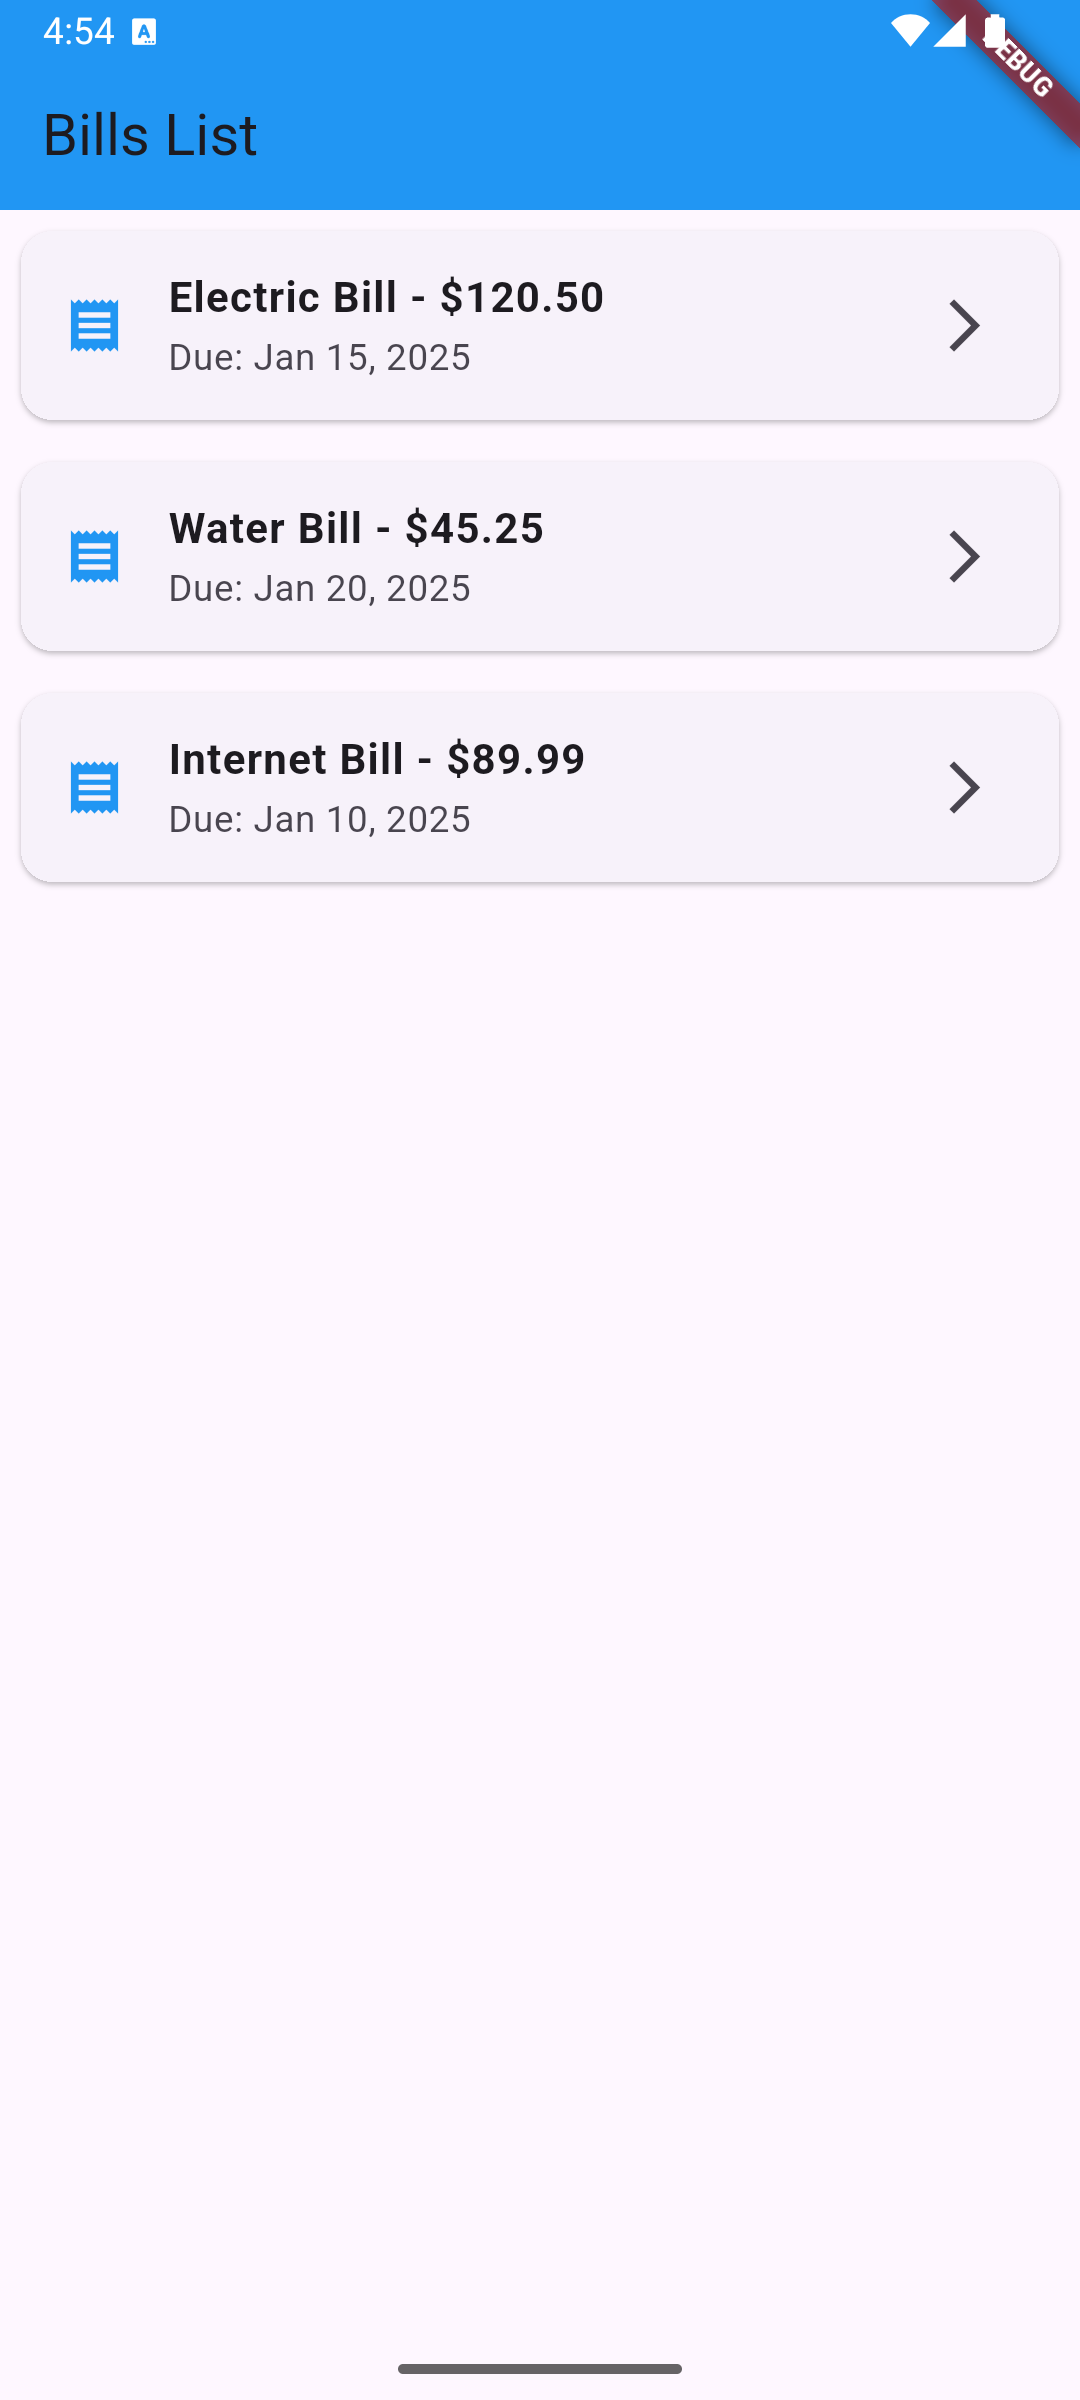 4:54
Bills List
Electric Bill - $120.50
Due: Jan 15, 2025
Water Bill - $45.25
Due: Jan 20, 2025
Internet Bill - $89.99
Due: Jan 10, 2025